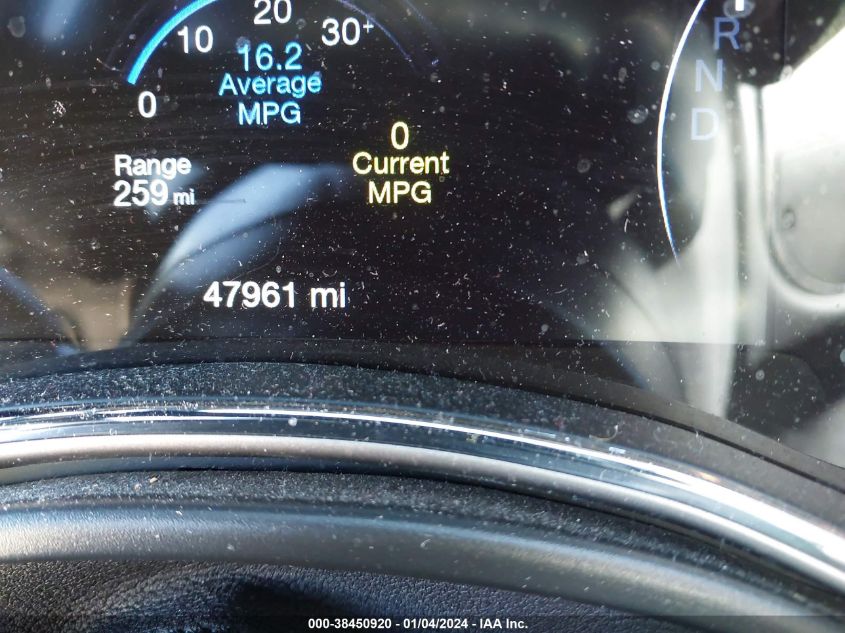 20
10
30+
16.2
Average
MPG
0
0
Current
MPG
Range
259 mi
47961 mi
R
N
D
000-38450920 - 01/04/2024 - IAA Inc.